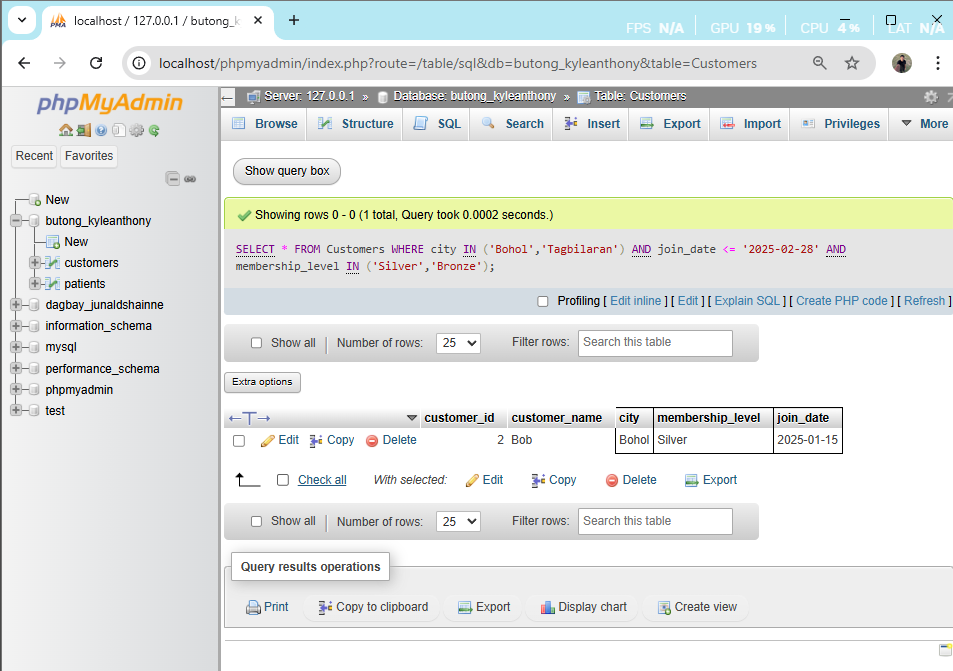 localhost / 127.0.0.1 / butong_k
FPS N/A GPU 19 % CPU 4 % LAT N/A
localhost/phpmyadmin/index.php?route=/table/sql&db=butong_kyleanthony&table=Customers
phpMyAdmin
Recent Favorites
New
butong_kyleanthony
New
customers
patients
dagbay_junaldshainne
information_schema
mysql
performance_schema
phpmyadmin
test
Server: 127.0.0.1 » Database: butong_kyleanthony » Table: Customers
Browse Structure SQL Search Insert Export Import Privileges More
Show query box
Showing rows 0 - 0 (1 total, Query took 0.0002 seconds.)
SELECT * FROM Customers WHERE city IN ('Bohol','Tagbilaran') AND join_date <= '2025-02-28' AND
membership_level IN ('Silver','Bronze');
Profiling [ Edit inline ] [ Edit ] [ Explain SQL ] [ Create PHP code ] [ Refresh ]
Show all Number of rows: 25 Filter rows: Search this table
Extra options
customer_id customer_name city membership_level join_date
Edit Copy Delete 2 Bob Bohol Silver 2025-01-15
Check all With selected: Edit Copy Delete Export
Show all Number of rows: 25 Filter rows: Search this table
Query results operations
Print Copy to clipboard Export Display chart Create view